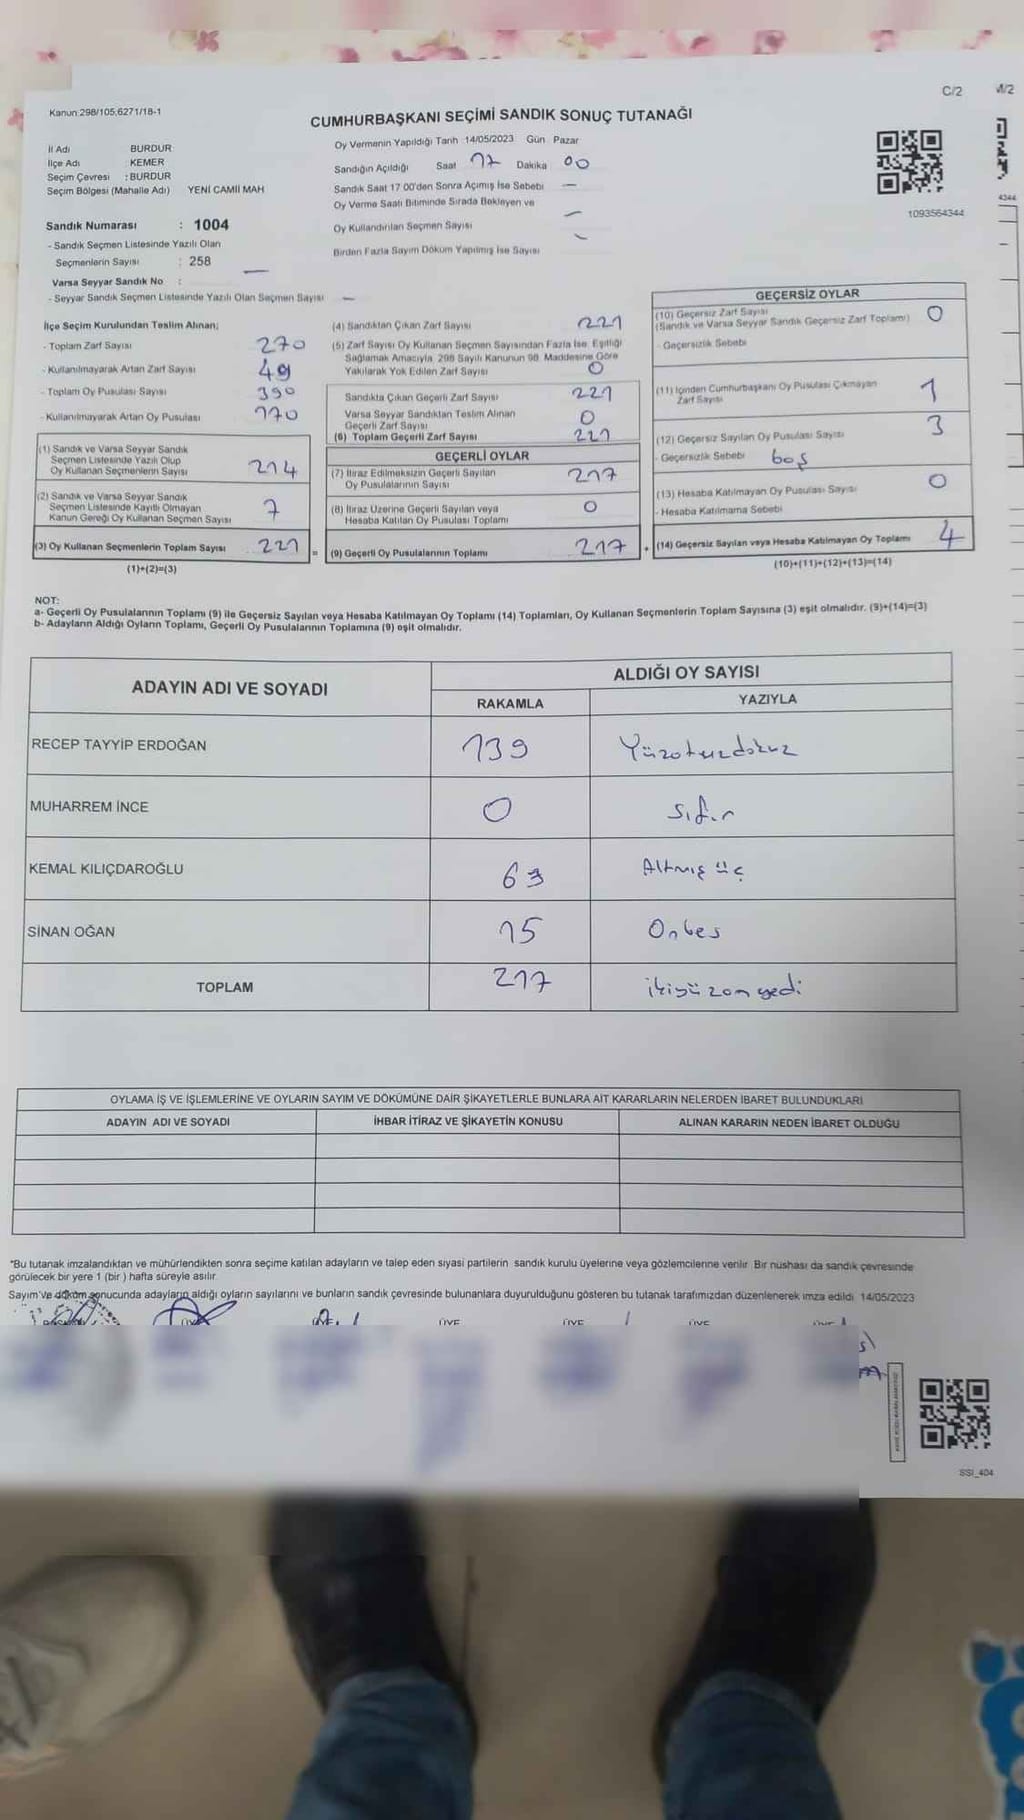 C/2
M/2
Kanun:298/105;6271/18-1
CUMHURBAŞKANI SEÇİMİ SANDIK SONUÇ TUTANAĞI
İl Adı BURDUR
İlçe Adı : KEMER
Seçim Çevresi : BURDUR
Seçim Bölgesi (Mahalle Adı) YENİ CAMİİ MAH
Sandık Numarası : 1004
- Sandık Seçmen Listesinde Yazılı Olan
Seçmenlerin Sayısı : 258
Varsa Seyyar Sandık No : —
- Seyyar Sandık Seçmen Listesinde Yazılı Olan Seçmen Sayısı —
Oy Vermenin Yapıldığı Tarih 14/05/2023 Gün Pazar
Sandığın Açıldığı Saat 17 Dakika 00
Sandık Saat 17 00'den Sonra Açımış İse Sebebi —
Oy Verme Saati Bitiminde Sırada Bekleyen ve
Oy Kullandırılan Seçmen Sayısı —
Birden Fazla Sayım Döküm Yapılmış İse Sayısı —
1093564344
4344
İlçe Seçim Kurulundan Teslim Alınan;
- Toplam Zarf Sayısı 270
- Kullanılmayarak Artan Zarf Sayısı 49
- Toplam Oy Pusulası Sayısı 390
- Kullanılmayarak Artan Oy Pusulası 170
(1) Sandık ve Varsa Seyyar Sandık
Seçmen Listesinde Yazılı Olup
Oy Kullanan Seçmenlerin Sayısı 214
(2) Sandık ve Varsa Seyyar Sandık
Seçmen Listesinde Kayıtlı Olmayan
Kanun Gereği Oy Kullanan Seçmen Sayısı 7
(3) Oy Kullanan Seçmenlerin Toplam Sayısı 221
(1)+(2)=(3)
(4) Sandıktan Çıkan Zarf Sayısı 221
(5) Zarf Sayısı Oy Kullanan Seçmen Sayısından Fazla İse, Eşitliği
Sağlamak Amacıyla, 298 Sayılı Kanunun 98. Maddesine Göre
Yakılarak Yok Edilen Zarf Sayısı 0
Sandıkta Çıkan Geçerli Zarf Sayısı 221
Varsa Seyyar Sandıktan Teslim Alınan
Geçerli Zarf Sayısı 0
(6) Toplam Geçerli Zarf Sayısı 221
GEÇERLİ OYLAR
(7) İtiraz Edilmeksizin Geçerli Sayılan
Oy Pusulalarının Sayısı 217
(8) İtiraz Üzerine Geçerli Sayılan veya
Hesaba Katılan Oy Pusulası Toplamı 0
= (9) Geçerli Oy Pusulalarının Toplamı 217 +
GEÇERSİZ OYLAR
(10) Geçersiz Zarf Sayısı 0
(Sandık ve Varsa Seyyar Sandık Geçersiz Zarf Toplamı)
- Geçersizlik Sebebi
(11) İçinden Cumhurbaşkanı Oy Pusulası Çıkmayan
Zarf Sayısı 1
(12) Geçersiz Sayılan Oy Pusulası Sayısı 3
- Geçersizlik Sebebi boş
(13) Hesaba Katılmayan Oy Pusulası Sayısı 0
- Hesaba Katılmama Sebebi
(14) Geçersiz Sayılan veya Hesaba Katılmayan Oy Toplamı 4
(10)+(11)+(12)+(13)=(14)
NOT:
a- Geçerli Oy Pusulalarının Toplamı (9) ile Geçersiz Sayılan veya Hesaba Katılmayan Oy Toplamı (14) Toplamları, Oy Kullanan Seçmenlerin Toplam Sayısına (3) eşit olmalıdır. (9)+(14)=(3)
b- Adayların Aldığı Oyların Toplamı, Geçerli Oy Pusulalarının Toplamına (9) eşit olmalıdır.
ADAYIN ADI VE SOYADI ALDIĞI OY SAYISI
RAKAMLA YAZIYLA
RECEP TAYYİP ERDOĞAN 139 Yüzotuzdokuz
MUHARREM İNCE 0 sıfır
KEMAL KILIÇDAROĞLU 63 Altmış üç
SİNAN OĞAN 15 Onbes
TOPLAM 217 ikiyüzonyedi
OYLAMA İŞ VE İŞLEMLERİNE VE OYLARIN SAYIM VE DÖKÜMÜNE DAİR ŞİKAYETLERLE BUNLARA AİT KARARLARIN NELERDEN İBARET BULUNDUKLARI
ADAYIN ADI VE SOYADI İHBAR İTİRAZ VE ŞİKAYETİN KONUSU ALINAN KARARIN NEDEN İBARET OLDUĞU
*Bu tutanak imzalandıktan ve mühürlendikten sonra seçime katılan adayların ve talep eden siyasi partilerin sandık kurulu üyelerine veya gözlemcilerine verilir. Bir nüshası da sandık çevresinde
görülecek bir yere 1 (bir) hafta süreyle asılır.
Sayım ve döküm sonucunda adayların aldığı oyların sayılarını ve bunların sandık çevresinde bulunanlara duyurulduğunu gösteren bu tutanak tarafımızdan düzenlenerek imza edildi. 14/05/2023
ÜYE ÜYE ÜYE
SSI_404